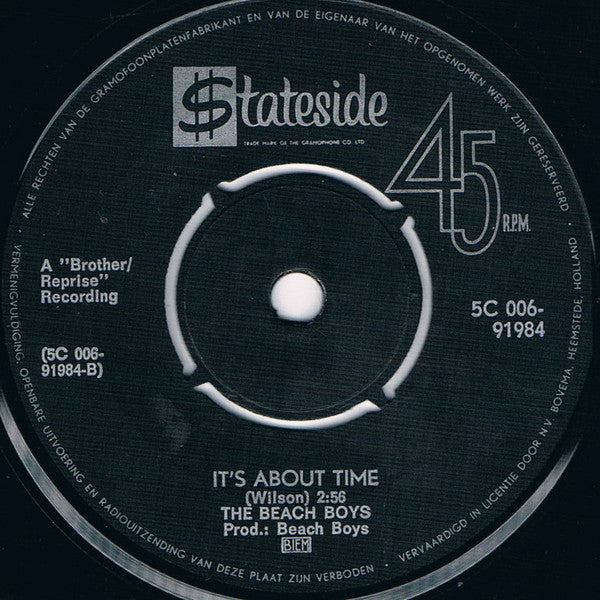 ALLE RECHTEN VAN DE GRAMOFOONPLATENFABRIKANT EN VAN DE EIGENAAR VAN HET OPGENOMEN WERK ZIJN GERESERVEERD
$tateside
TRADE MARK OF THE GRAMOPHONE CO LTD
45 R.P.M.
A "Brother/
Reprise"
Recording
5C 006-
91984
(5C 006-
91984-B)
IT'S ABOUT TIME
(Wilson) 2:56
THE BEACH BOYS
Prod.: Beach Boys
BIEM
VERMENIGVULDIGING, OPENBARE UITVOERING EN RADIOUITZENDING VAN DEZE PLAAT ZIJN VERBODEN · VERVAARDIGD IN LICENTIE DOOR N.V. BOVEMA, HEEMSTEDE, HOLLAND